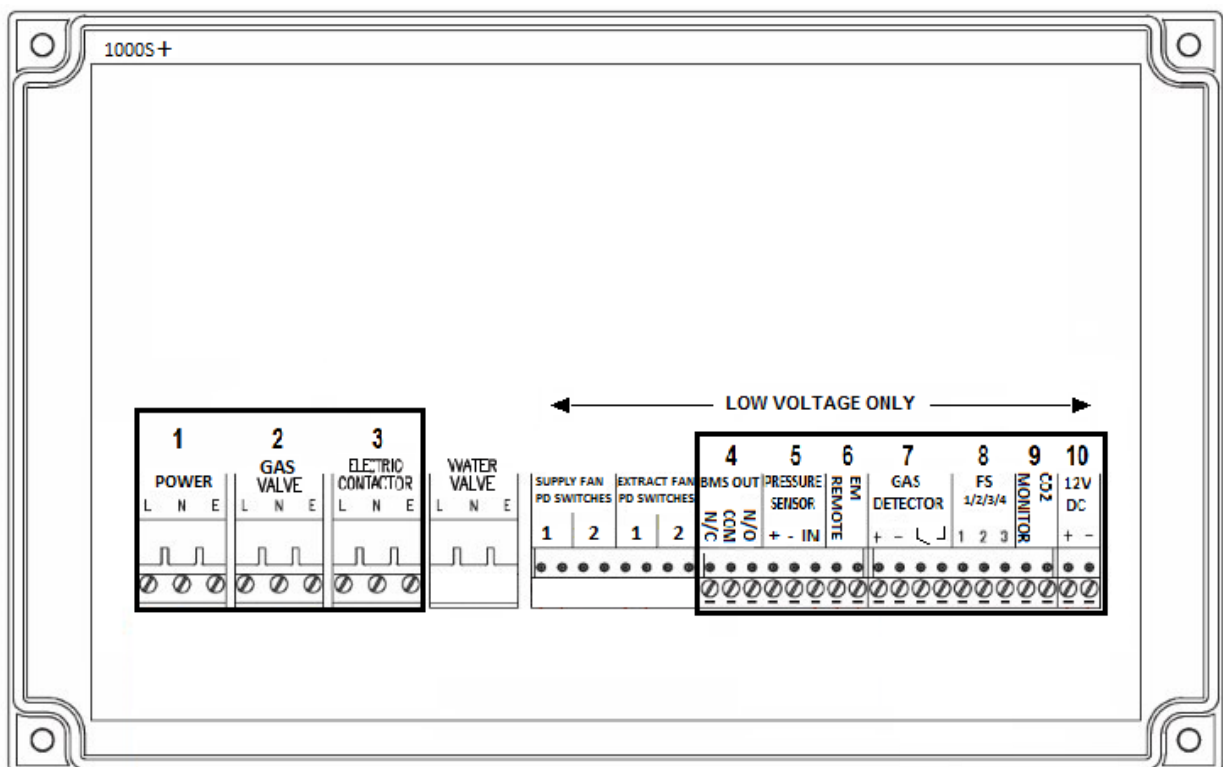 1000S+
LOW VOLTAGE ONLY
1
POWER
L N E
2
GAS
VALVE
L N E
3
ELECTRIC
CONTACTOR
L N E
WATER
VALVE
L N E
SUPPLY FAN
PD SWITCHES
1 2
EXTRACT FAN
PD SWITCHES
1 2
4
BMS OUT
N/C
COM
N/O
5
PRESSURE
SENSOR
+ - IN
6
EM
REMOTE
7
GAS
DETECTOR
+ -
8
FS
1/2/3/4
1 2 3
9
CO2
MONITOR
10
12V
DC
+ -